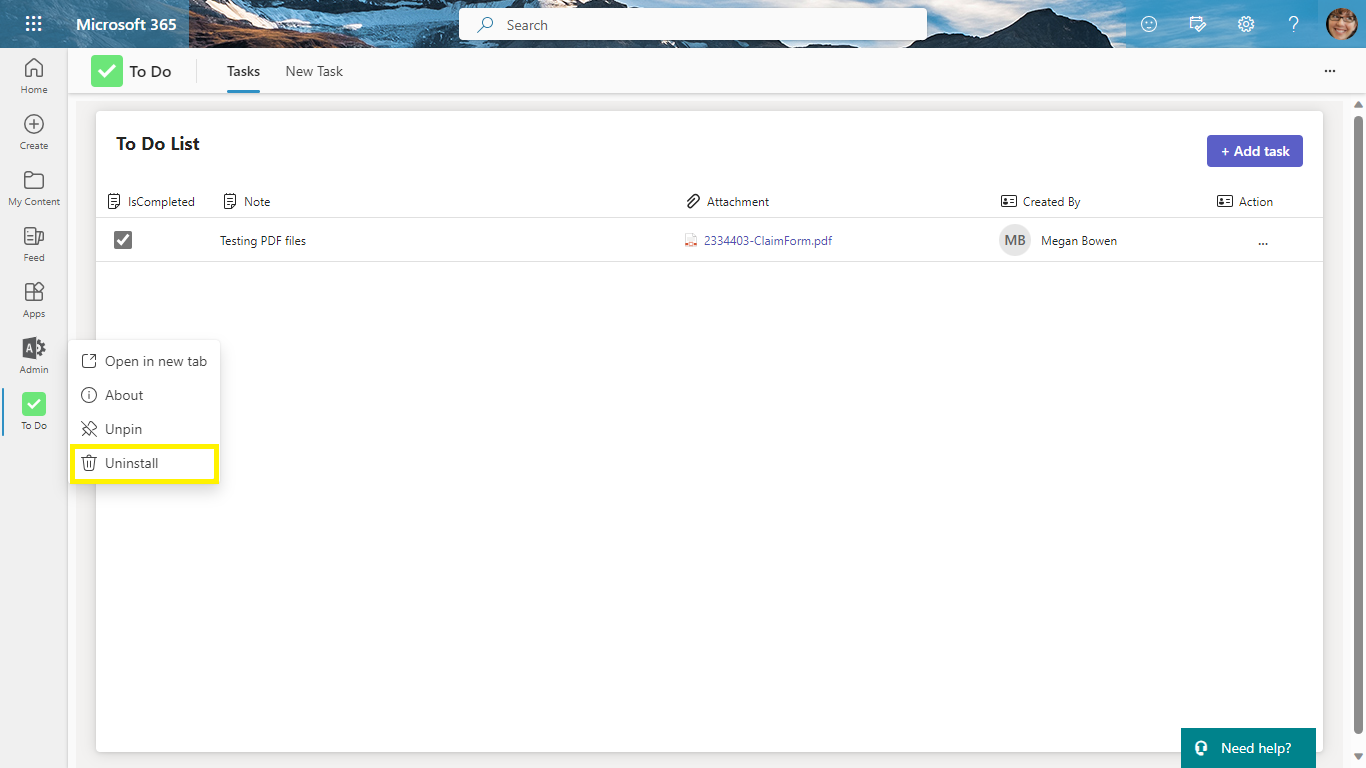 Microsoft 365
Search
?
Home
Create
My Content
Feed
Apps
A
Admin
To Do
To Do
Tasks
New Task
...
To Do List
+ Add task
IsCompleted
Note
Attachment
Created By
Action
Testing PDF files
2334403-ClaimForm.pdf
MB
Megan Bowen
...
Open in new tab
About
Unpin
Uninstall
Need help?